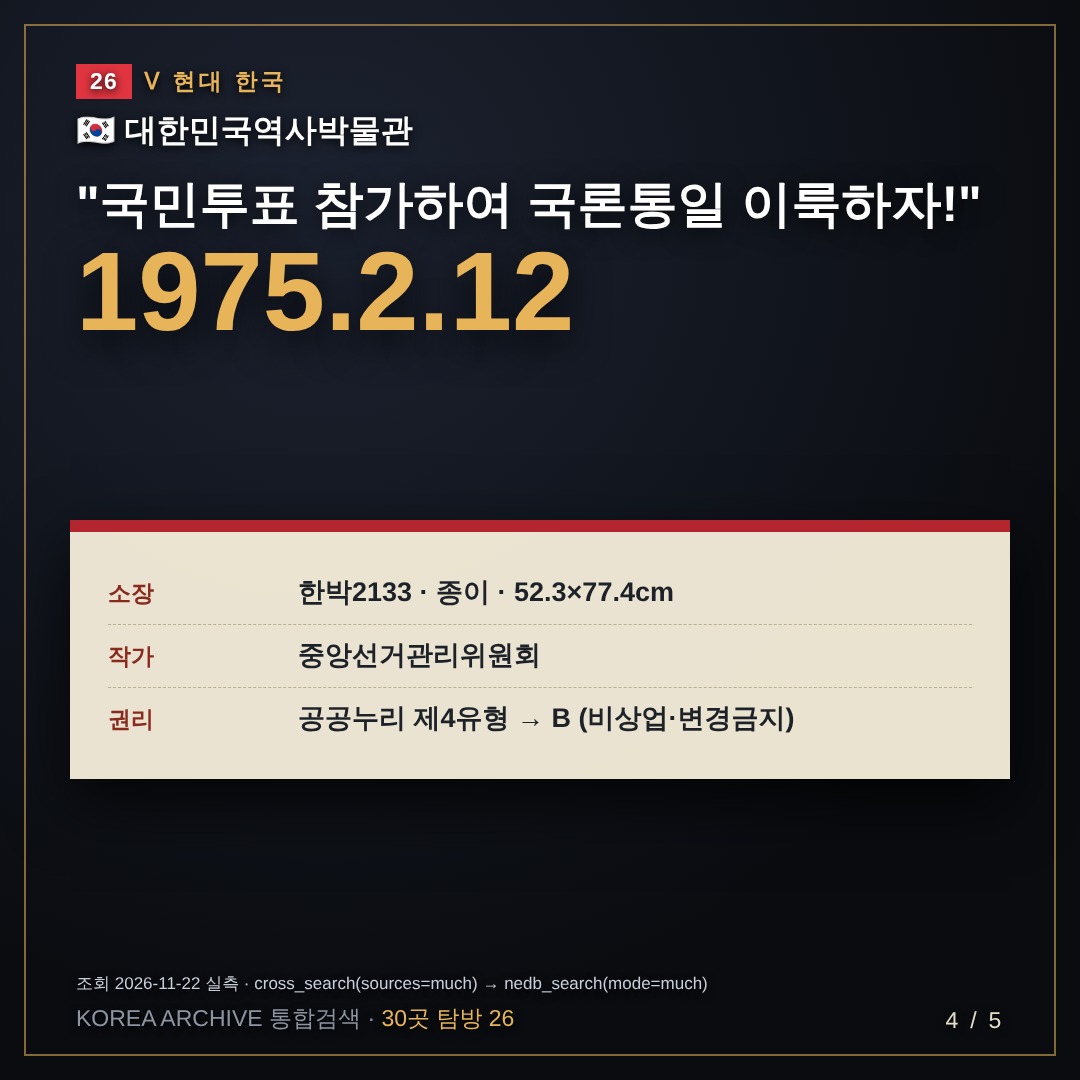 26 V 현대 한국
🇰🇷 대한민국역사박물관
"국민투표 참가하여 국론통일 이룩하자!"
1975.2.12
소장 한박2133 · 종이 · 52.3×77.4cm
작가 중앙선거관리위원회
권리 공공누리 제4유형 → B (비상업·변경금지)
조회 2026-11-22 실측 · cross_search(sources=much) → nedb_search(mode=much)
KOREA ARCHIVE 통합검색 · 30곳 탐방 26
4 / 5